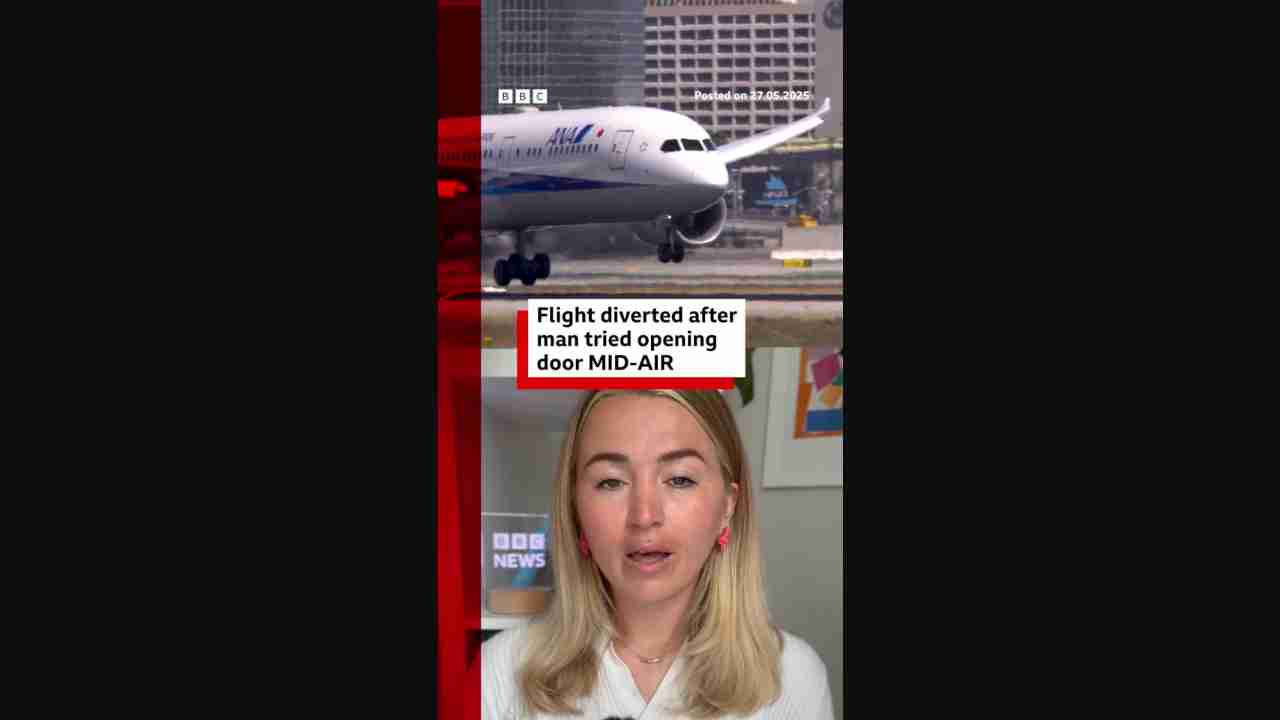 BBC
Posted on 27.05.2025
ANA
Flight diverted after
man tried opening
door MID-AIR
BBC
NEWS